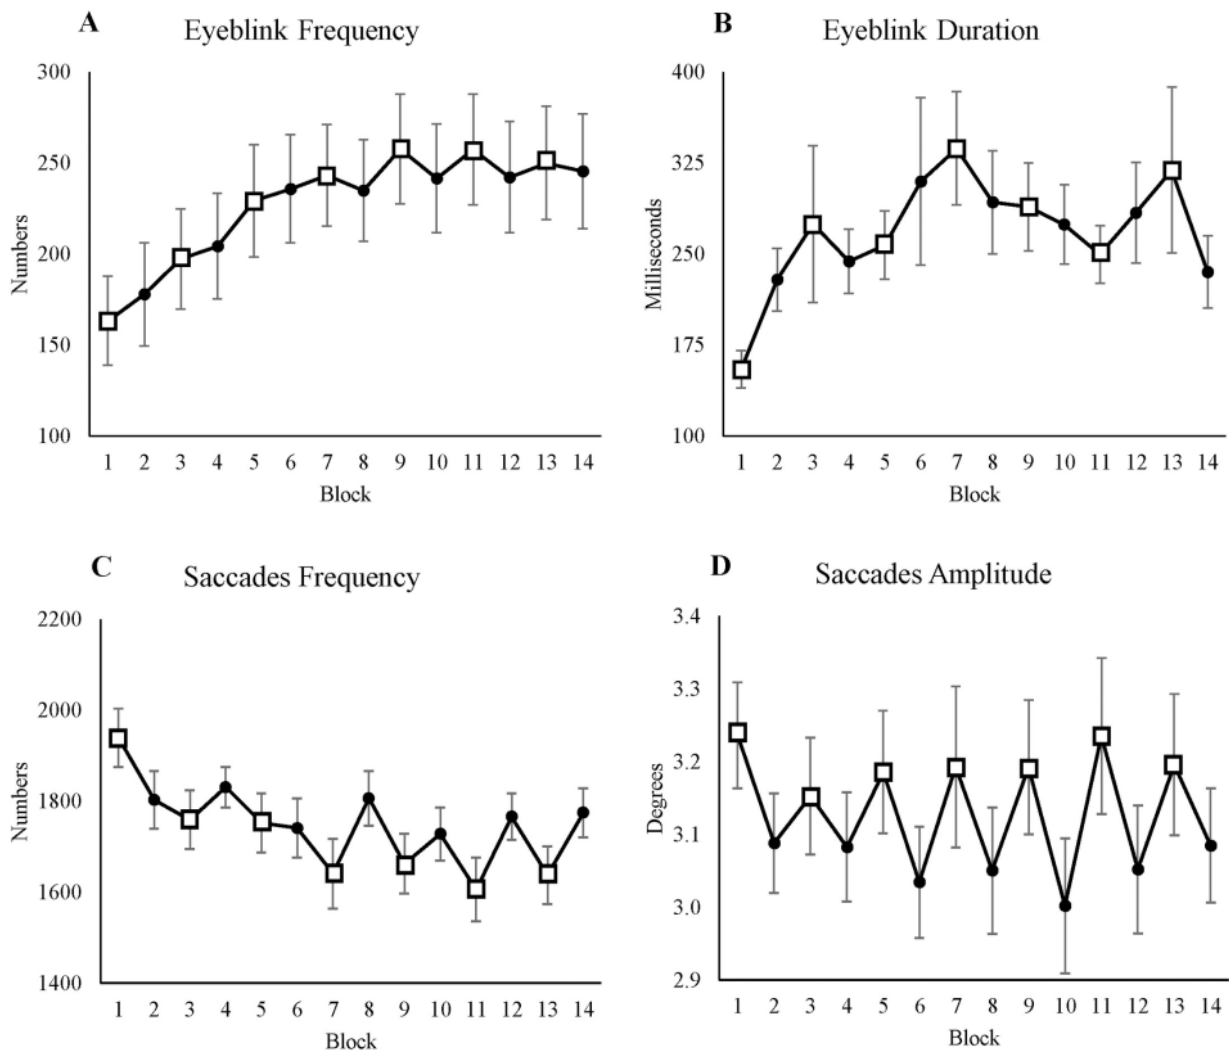 A
Eyeblink Frequency
300
250
200
150
100
Numbers
1 2 3 4 5 6 7 8 9 10 11 12 13 14
Block
B
Eyeblink Duration
400
325
250
175
100
Milliseconds
1 2 3 4 5 6 7 8 9 10 11 12 13 14
Block
C
Saccades Frequency
2200
2000
1800
1600
1400
Numbers
1 2 3 4 5 6 7 8 9 10 11 12 13 14
Block
D
Saccades Amplitude
3.4
3.3
3.2
3.1
3.0
2.9
Degrees
1 2 3 4 5 6 7 8 9 10 11 12 13 14
Block